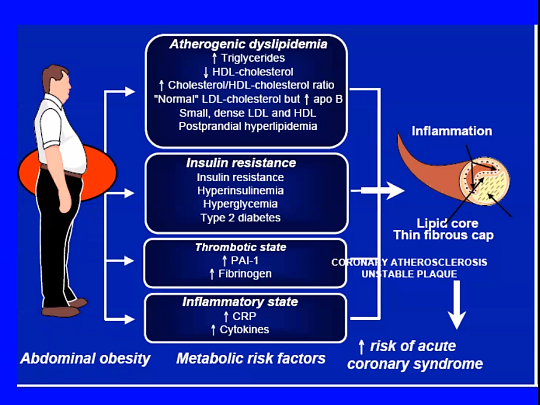 Atherogenic dyslipidemia
↑ Triglycerides
↓ HDL-cholesterol
↑ Cholesterol/HDL-cholesterol ratio
"Normal" LDL-cholesterol but ↑ apo B
Small, dense LDL and HDL
Postprandial hyperlipidemia
Insulin resistance
Insulin resistance
Hyperinsulinemia
Hyperglycemia
Type 2 diabetes
Thrombotic state
↑ PAI-1
↑ Fibrinogen
Inflammatory state
↑ CRP
↑ Cytokines
Inflammation
Lipid core
Thin fibrous cap
CORONARY ATHEROSCLEROSIS
UNSTABLE PLAQUE
Abdominal obesity
Metabolic risk factors
↑ risk of acute
coronary syndrome